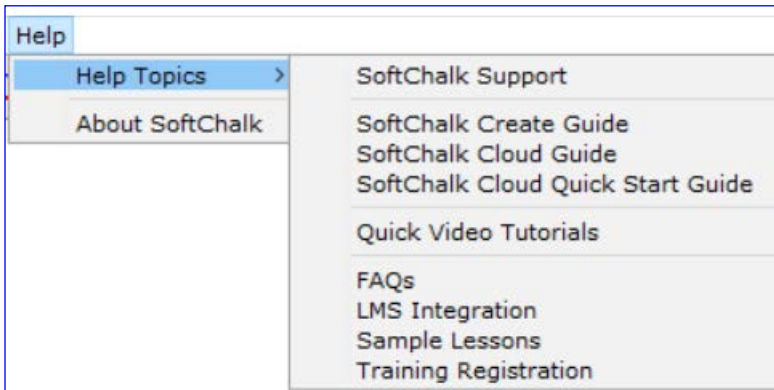 Help
Help Topics >
About SoftChalk
SoftChalk Support
SoftChalk Create Guide
SoftChalk Cloud Guide
SoftChalk Cloud Quick Start Guide
Quick Video Tutorials
FAQs
LMS Integration
Sample Lessons
Training Registration